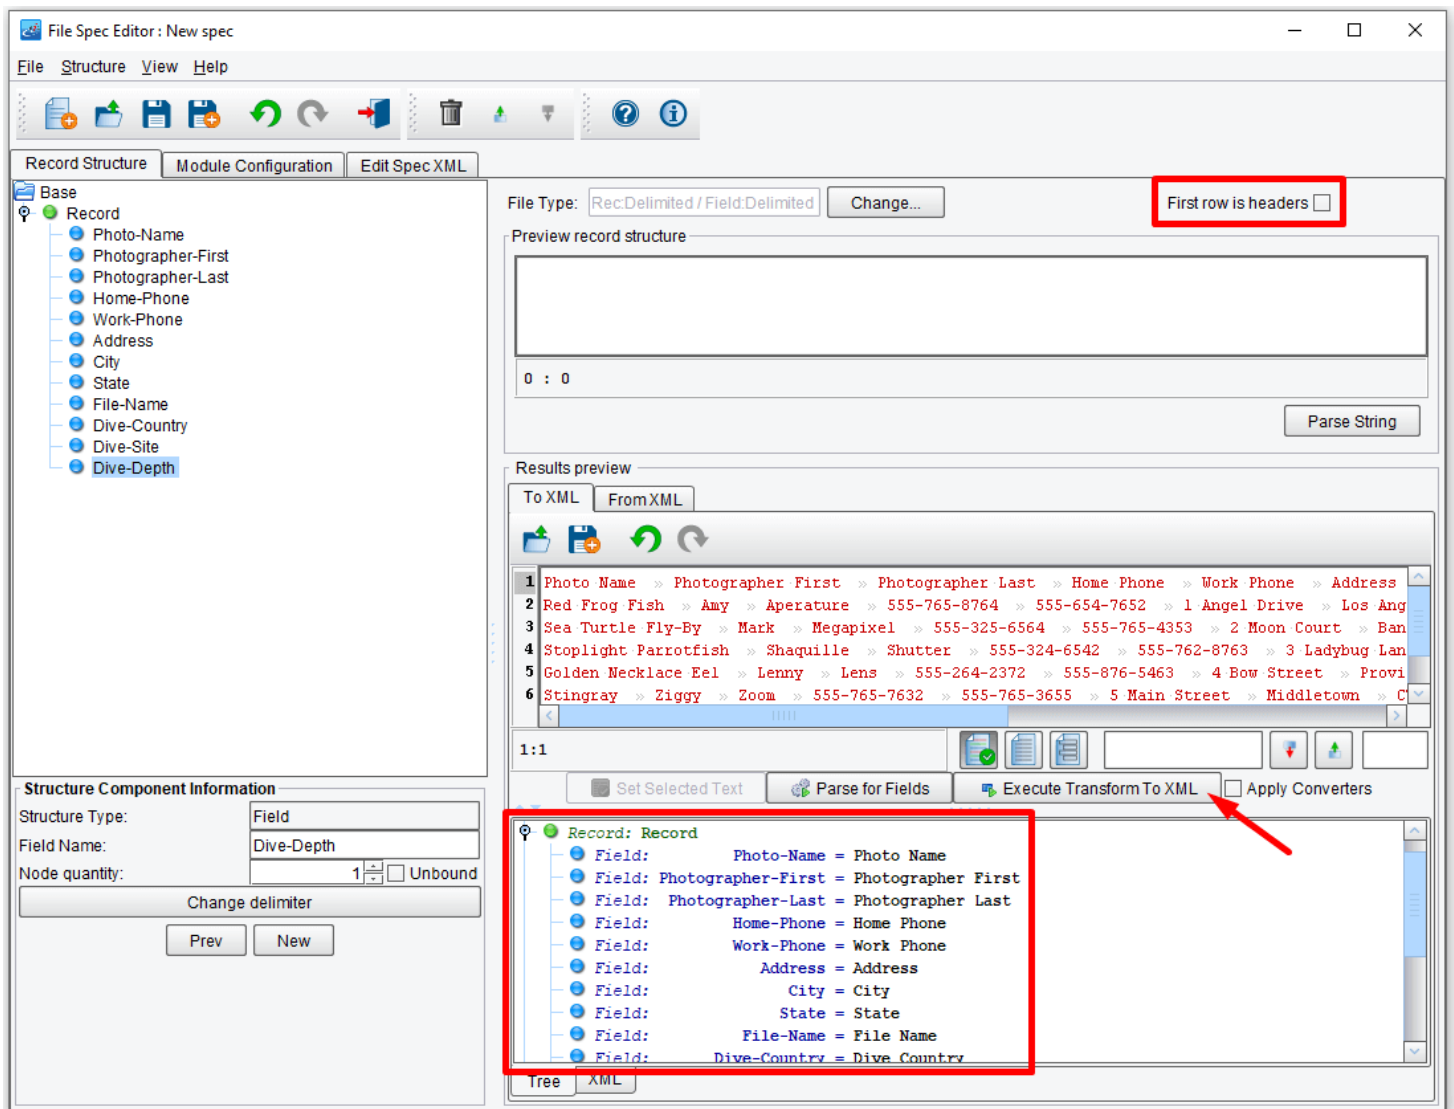 File Spec Editor : New spec
File Structure View Help
Record Structure Module Configuration Edit Spec XML
Base
Record
Photo-Name
Photographer-First
Photographer-Last
Home-Phone
Work-Phone
Address
City
State
File-Name
Dive-Country
Dive-Site
Dive-Depth
Structure Component Information
Structure Type: Field
Field Name: Dive-Depth
Node quantity: 1 Unbound
Change delimiter
Prev New
File Type: Rec:Delimited / Field:Delimited Change... First row is headers
Preview record structure
0 : 0
Parse String
Results preview
To XML From XML
1 Photo Name » Photographer First » Photographer Last » Home Phone » Work Phone » Address
2 Red Frog Fish » Amy » Aperature » 555-765-8764 » 555-654-7652 » 1 Angel Drive » Los Ang
3 Sea Turtle Fly-By » Mark » Megapixel » 555-325-6564 » 555-765-4353 » 2 Moon Court » Ban
4 Stoplight Parrotfish » Shaquille » Shutter » 555-324-6542 » 555-762-8763 » 3 Ladybug Lan
5 Golden Necklace Eel » Lenny » Lens » 555-264-2372 » 555-876-5463 » 4 Bow Street » Provi
6 Stingray » Ziggy » Zoom » 555-765-7632 » 555-765-3655 » 5 Main Street » Middletown » C
1:1
Set Selected Text Parse for Fields Execute Transform To XML Apply Converters
Record: Record
Field: Photo-Name = Photo Name
Field: Photographer-First = Photographer First
Field: Photographer-Last = Photographer Last
Field: Home-Phone = Home Phone
Field: Work-Phone = Work Phone
Field: Address = Address
Field: City = City
Field: State = State
Field: File-Name = File Name
Field: Dive-Country = Dive Country
Tree XML